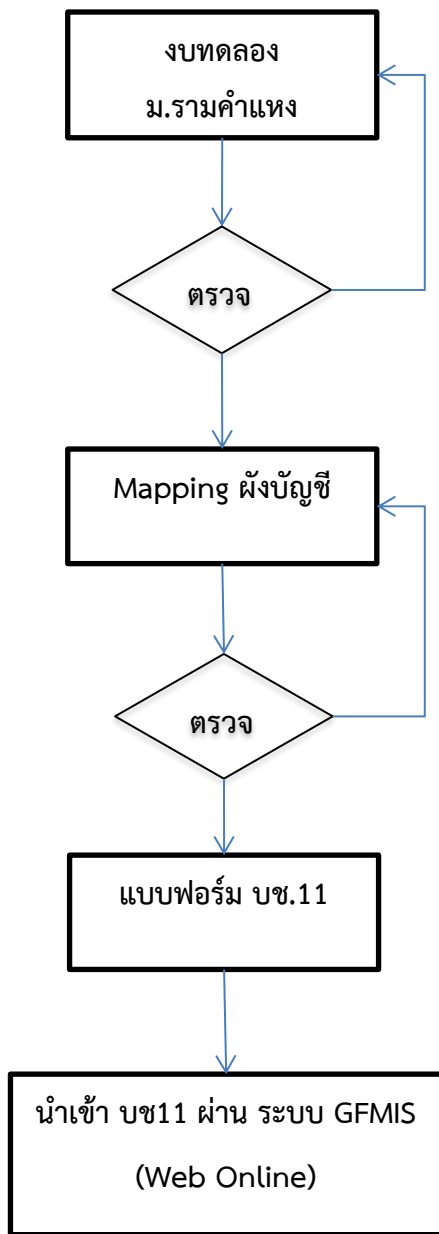 งบทดลอง
ม.รามคำแหง
ตรวจ
Mapping ผังบัญชี
ตรวจ
แบบฟอร์ม บช.11
นำเข้า บช11 ผ่าน ระบบ GFMIS
(Web Online)